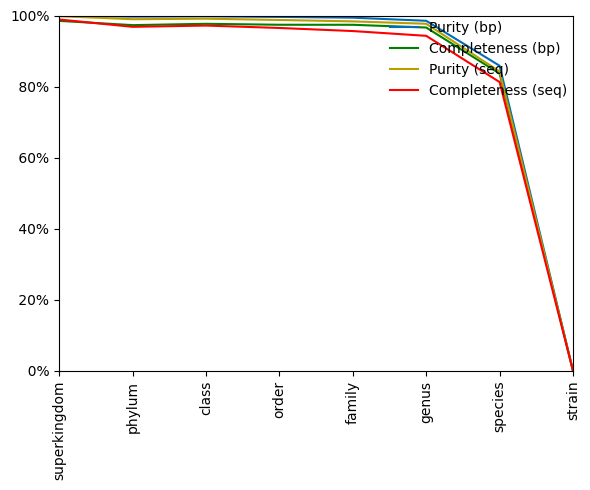 100%
80%
60%
40%
20%
0%
Purity (bp)
Completeness (bp)
Purity (seq)
Completeness (seq)
superkingdom
phylum
class
order
family
genus
species
strain